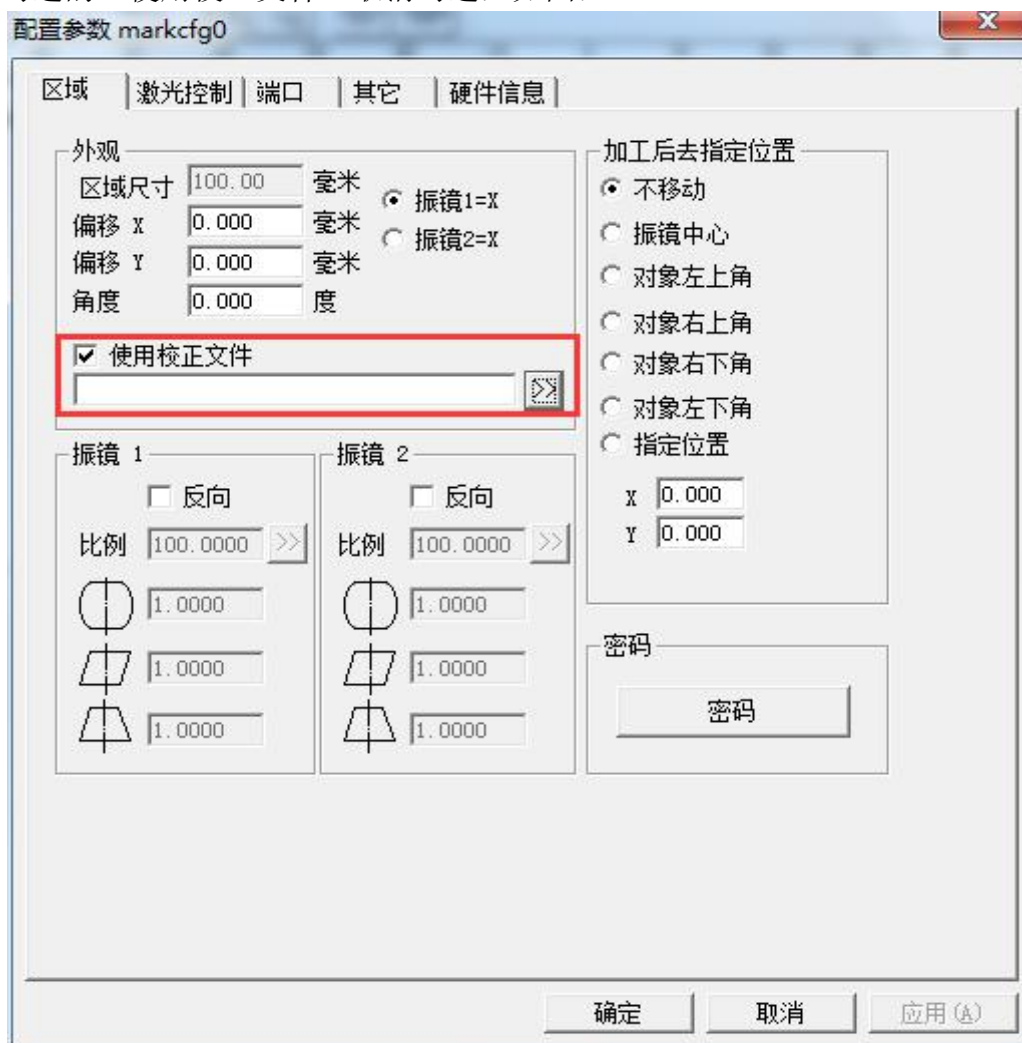 配置参数 markcfg0
区域 激光控制 端口 其它 硬件信息
外观
区域尺寸 100.00 毫米
偏移 X 0.000 毫米
偏移 Y 0.000 毫米
角度 0.000 度
振镜1=X
振镜2=X
使用校正文件
>>
振镜 1
反向
比例 100.0000 >>
1.0000
1.0000
1.0000
振镜 2
反向
比例 100.0000 >>
1.0000
1.0000
1.0000
加工后去指定位置
不移动
振镜中心
对象左上角
对象右上角
对象右下角
对象左下角
指定位置
X 0.000
Y 0.000
密码
密码
确定 取消 应用(A)